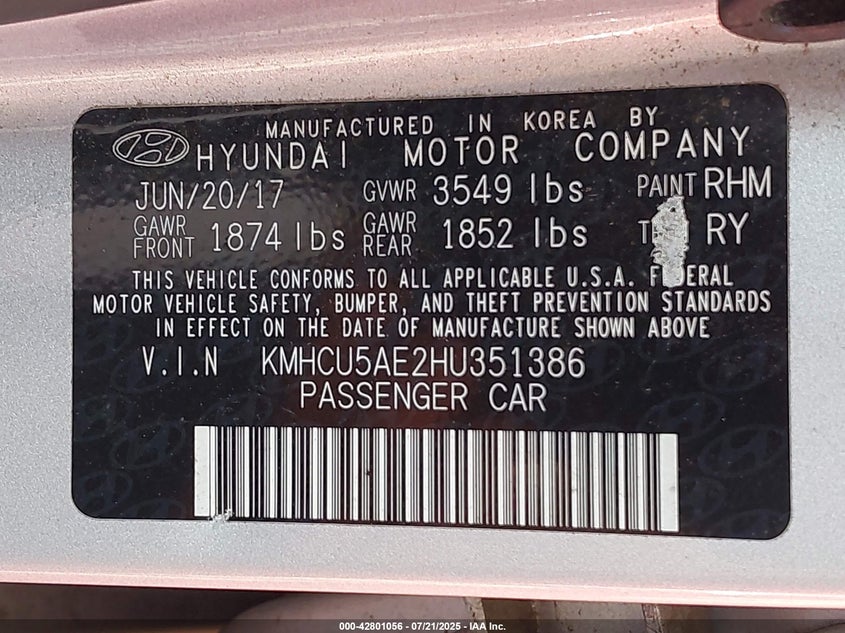 MANUFACTURED IN KOREA BY
HYUNDAI MOTOR COMPANY
JUN/20/17 GVWR 3549 lbs PAINT RHM
GAWR FRONT 1874 lbs GAWR REAR 1852 lbs RY
THIS VEHICLE CONFORMS TO ALL APPLICABLE U.S.A.
MOTOR VEHICLE SAFETY, BUMPER, AND THEFT PREVENTION STANDARDS
IN EFFECT ON THE DATE OF MANUFACTURE SHOWN ABOVE
V.I.N KMHCU5AE2HU351386
PASSENGER CAR
000-42801056 - 07/21/2025 - IAA Inc.